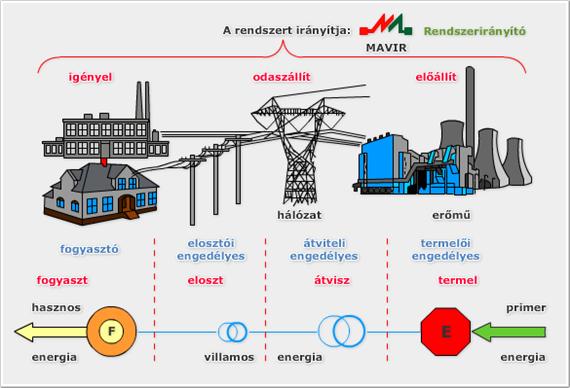 A rendszert irányítja: MAVIR Rendszerirányító
igényel odaszállít előállít
hálózat erőmű
fogyasztó elosztói engedélyes átviteli engedélyes termelői engedélyes
fogyaszt eloszt átvisz termel
hasznos F E primer
energia villamos energia energia